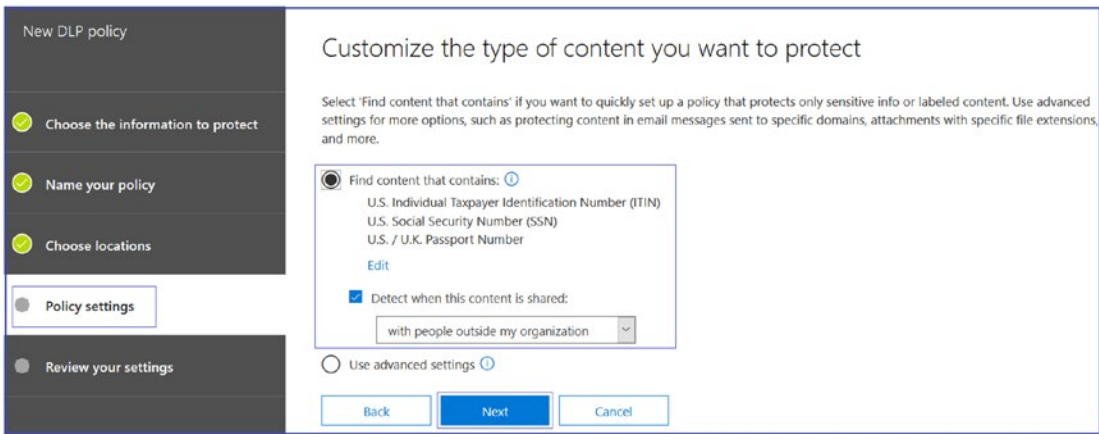 New DLP policy
Choose the information to protect
Name your policy
Choose locations
Policy settings
Review your settings
Customize the type of content you want to protect
Select 'Find content that contains' if you want to quickly set up a policy that protects only sensitive info or labeled content. Use advanced
settings for more options, such as protecting content in email messages sent to specific domains, attachments with specific file extensions,
and more.
Find content that contains:
U.S. Individual Taxpayer Identification Number (ITIN)
U.S. Social Security Number (SSN)
U.S. / U.K. Passport Number
Edit
Detect when this content is shared:
with people outside my organization
Use advanced settings
Back Next Cancel